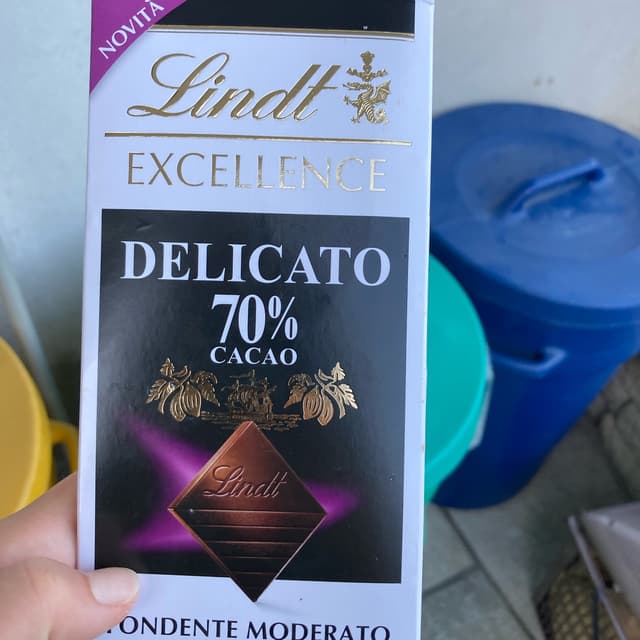 NOVITÀ
Lindt
EXCELLENCE
DELICATO
70%
CACAO
Lindt
FONDENTE MODERATO